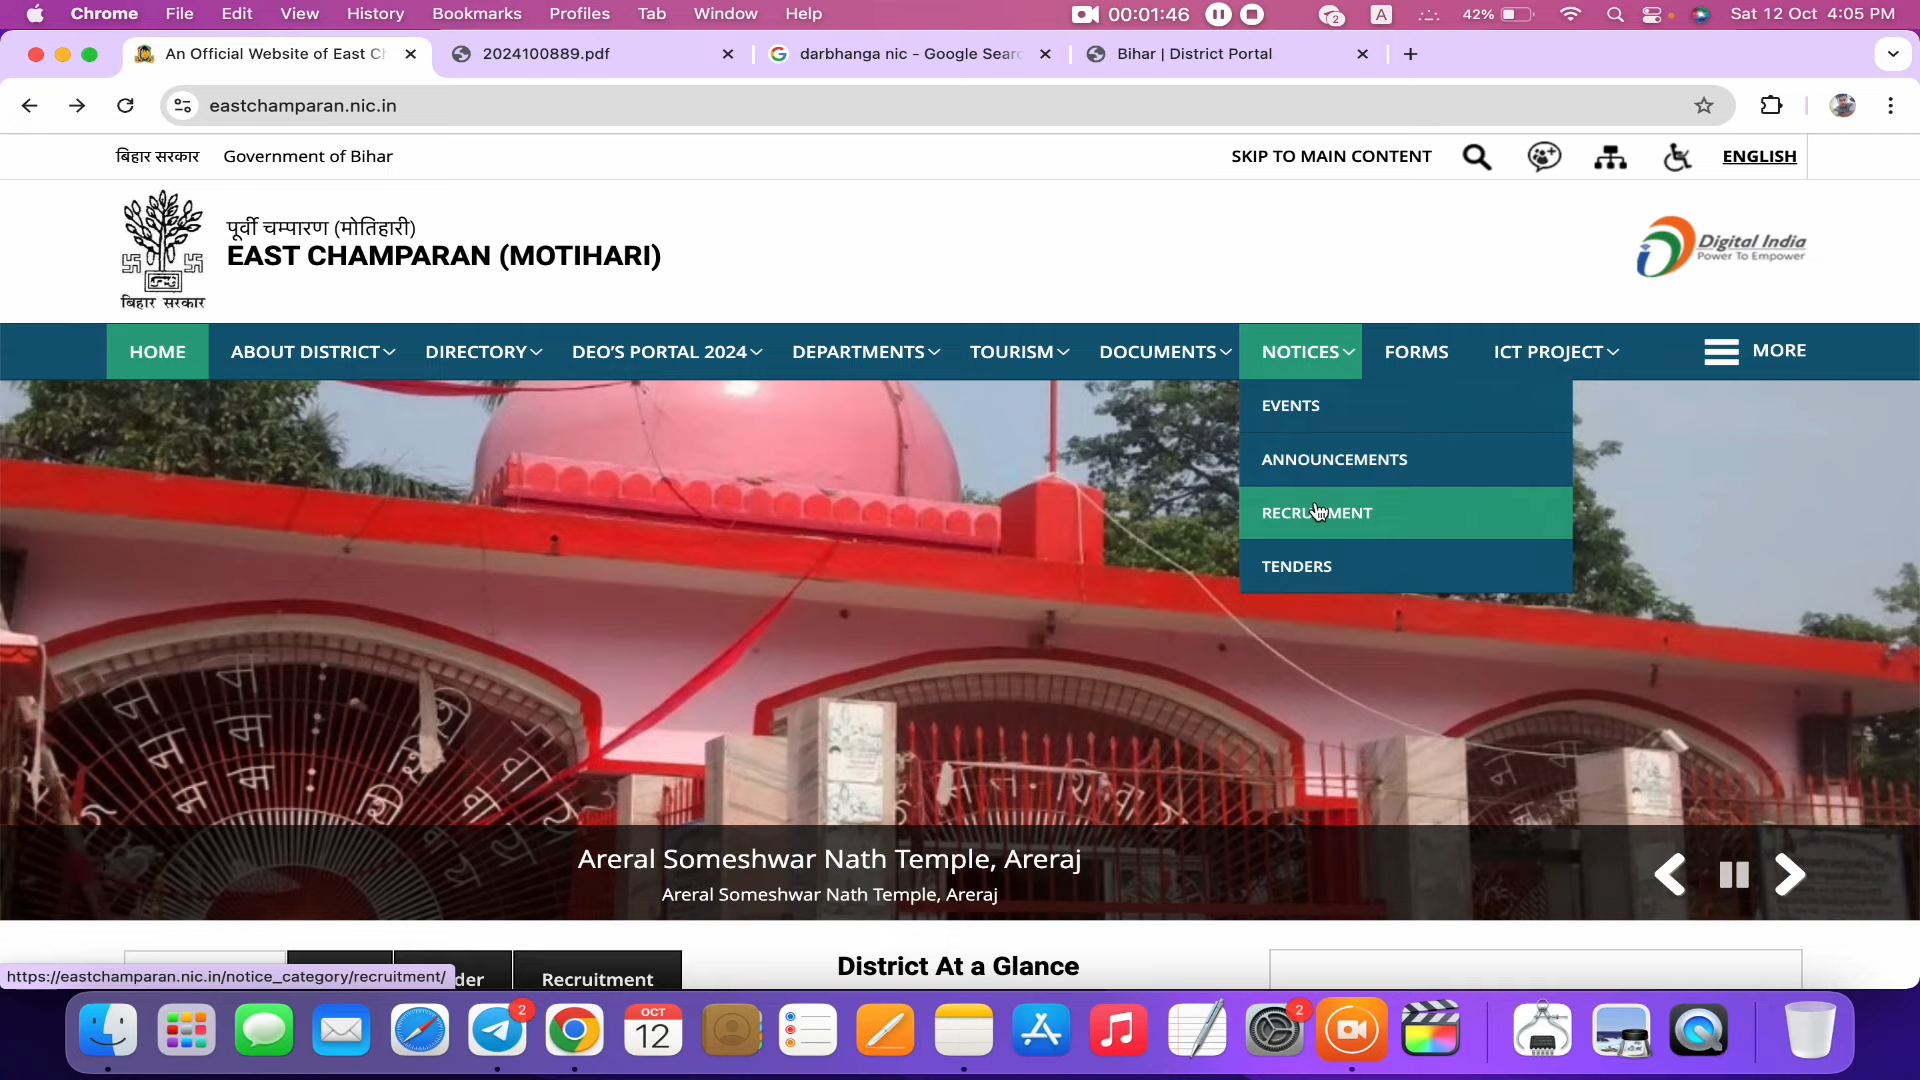 Chrome File Edit View History Bookmarks Profiles Tab Window Help 00:01:46 2 A 42% Sat 12 Oct 4:05 PM
An Official Website of East Ch 2024100889.pdf darbhanga nic - Google Searc Bihar | District Portal
eastchamparan.nic.in
बिहार सरकार Government of Bihar SKIP TO MAIN CONTENT ENGLISH
पूर्वी चम्पारण (मोतिहारी)
EAST CHAMPARAN (MOTIHARI)
बिहार सरकार
Digital India
Power To Empower
HOME ABOUT DISTRICT DIRECTORY DEO'S PORTAL 2024 DEPARTMENTS TOURISM DOCUMENTS NOTICES FORMS ICT PROJECT MORE
EVENTS
ANNOUNCEMENTS
RECRUITMENT
TENDERS
Areral Someshwar Nath Temple, Areraj
Areral Someshwar Nath Temple, Areraj
District At a Glance
https://eastchamparan.nic.in/notice_category/recruitment/ der Recruitment
2 OCT 2
12